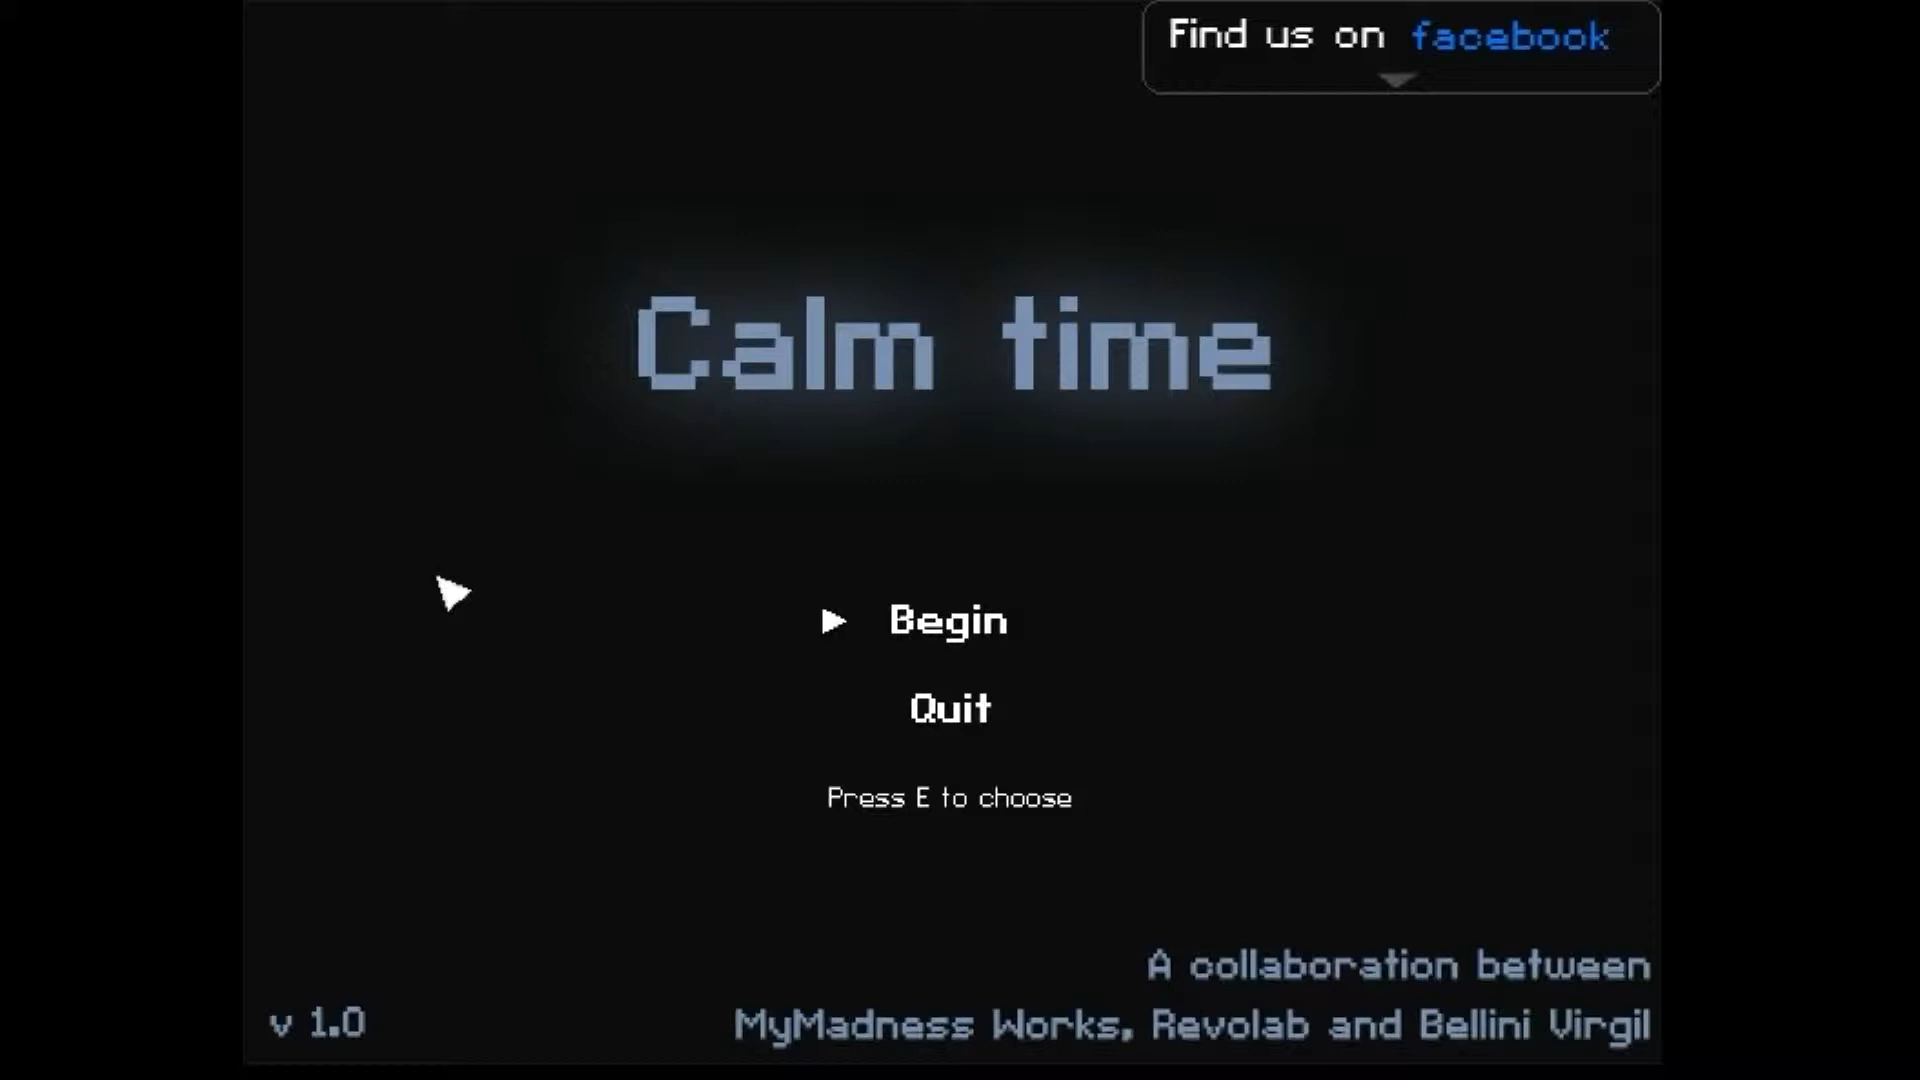 Find us on facebook
Calm time
Begin
Quit
Press E to choose
A collaboration between
v 1.0 MyMadness Works, Revolab and Bellini Virgil